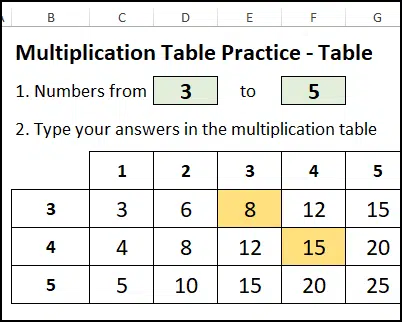 A B C D E F G
Multiplication Table Practice - Table
1. Numbers from 3 to 5
2. Type your answers in the multiplication table
1 2 3 4 5
3 3 6 8 12 15
4 4 8 12 15 20
5 5 10 15 20 25